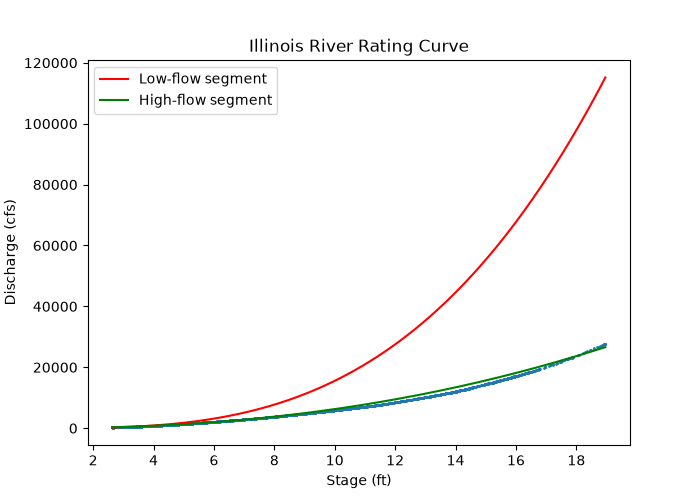 Illinois River Rating Curve
Low-flow segment
High-flow segment
120000
100000
80000
60000
40000
20000
0
Discharge (cfs)
2 4 6 8 10 12 14 16 18
Stage (ft)